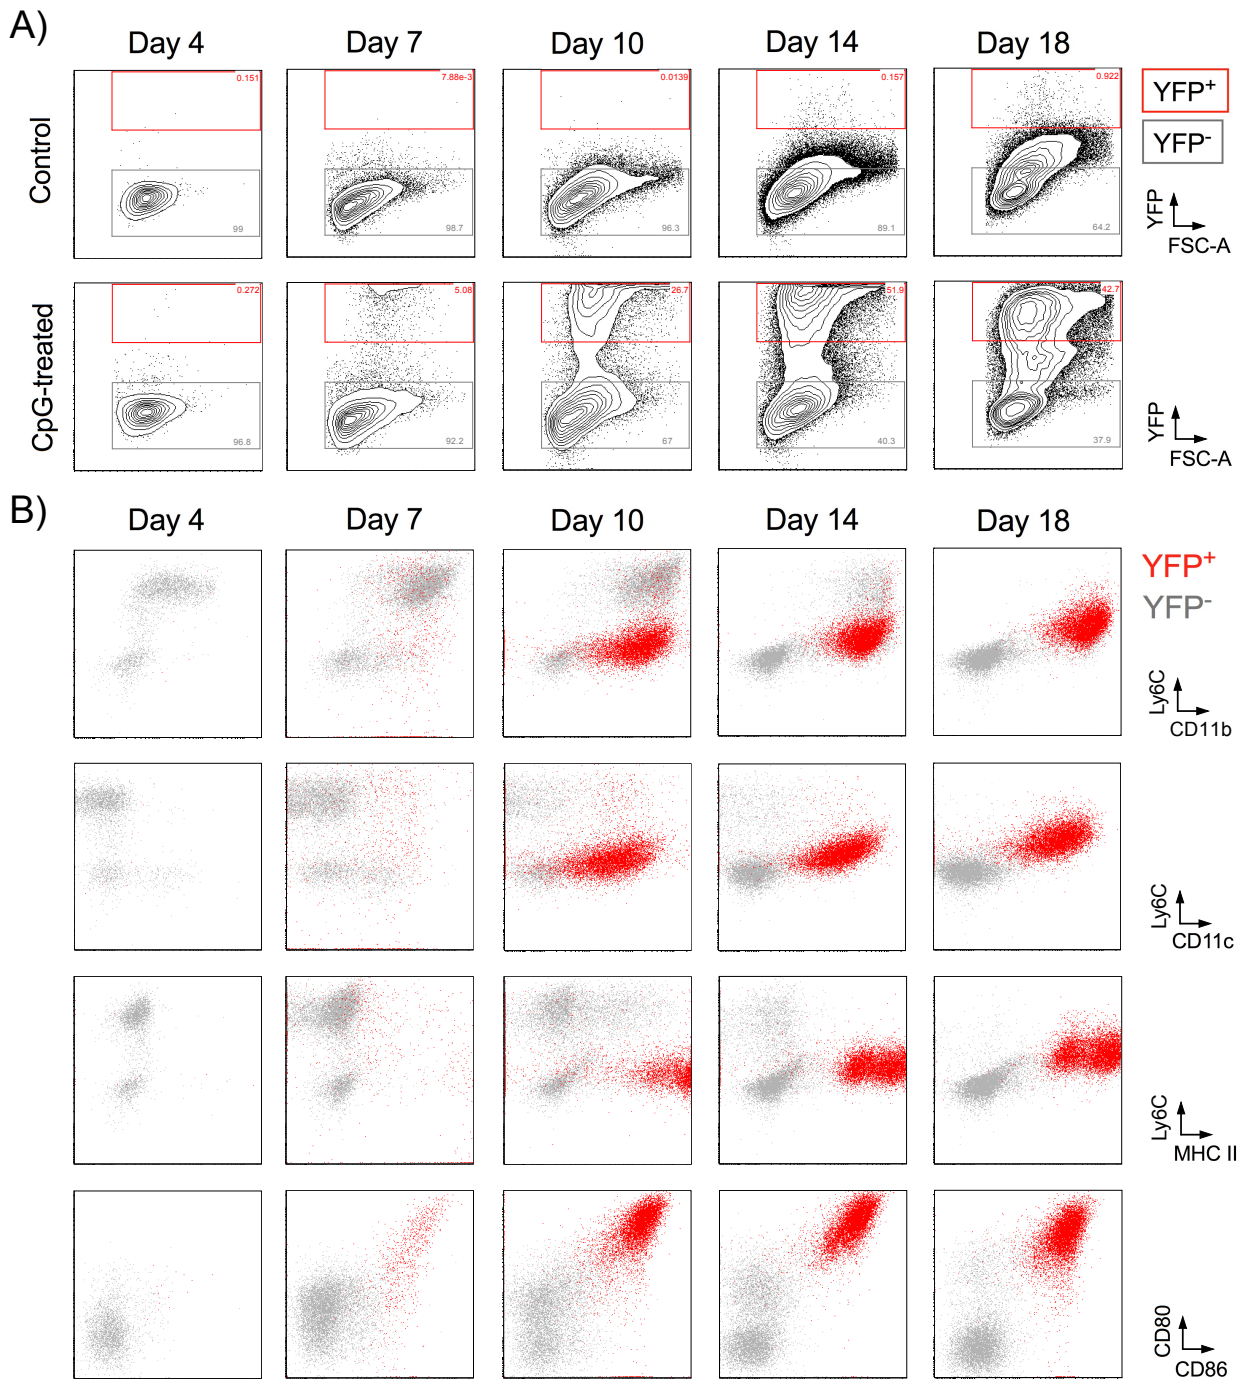 A)
Day 4 Day 7 Day 10 Day 14 Day 18
Control
0.151 7.88e-3 0.0139 0.157 0.922
99 98.7 96.3 89.1 64.2
YFP+
YFP-
YFP
FSC-A
CpG-treated
0.272 5.08 26.7 51.9 42.7
96.8 92.2 67 40.3 37.9
YFP
FSC-A
B)
Day 4 Day 7 Day 10 Day 14 Day 18
YFP+
YFP-
Ly6C
CD11b
Ly6C
CD11c
Ly6C
MHC II
CD80
CD86